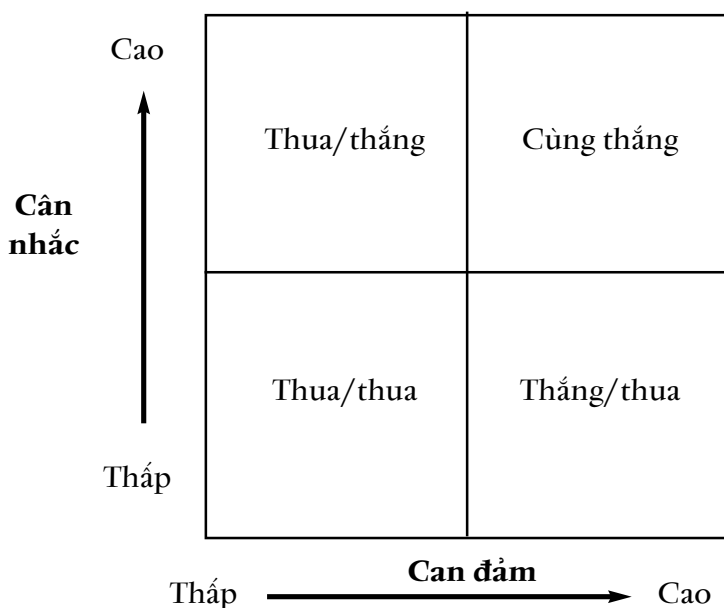 Cao
Thua/thắng
Cùng thắng
Cân
nhắc
Thua/thua
Thắng/thua
Thấp
Can đảm
Thấp
Cao